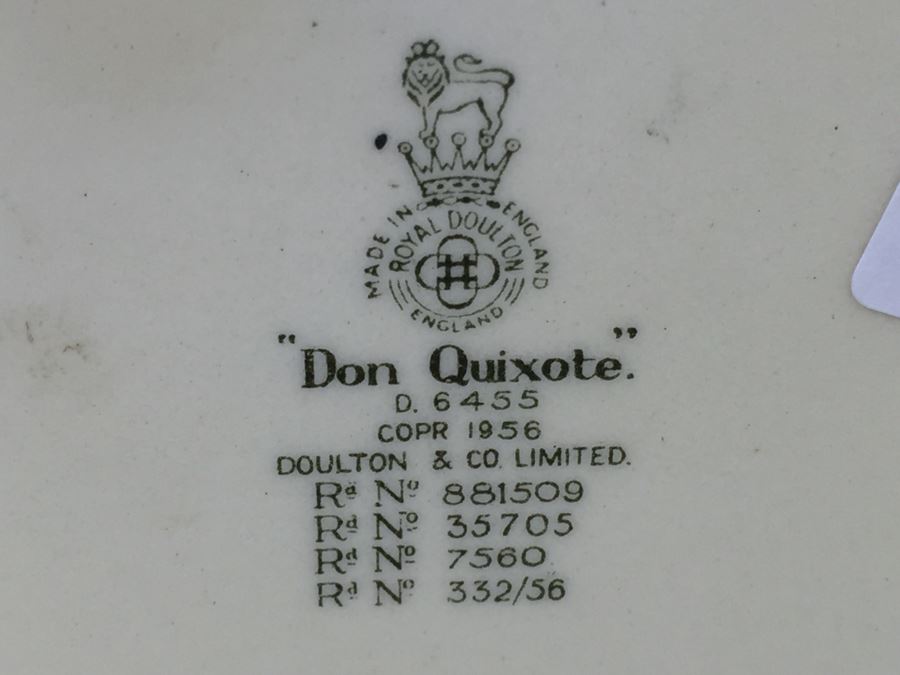 MADE IN ENGLAND
ROYAL DOULTON
ENGLAND
"Don Quixote."
D. 6455
COPR 1956
DOULTON & CO. LIMITED.
Rᵈ Nº 881509
Rᵈ Nº 35705
Rᵈ Nº 7560
Rᵈ Nº 332/56